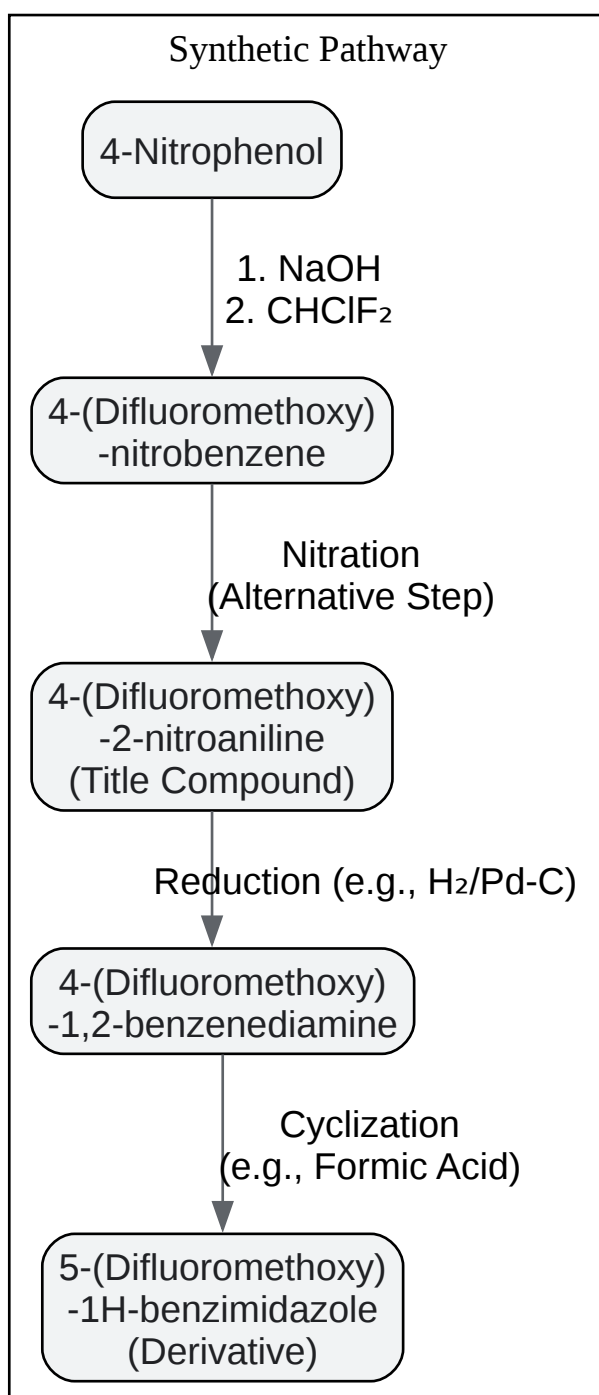 Synthetic Pathway
4-Nitrophenol
1. NaOH
2. CHClF₂
4-(Difluoromethoxy)
-nitrobenzene
Nitration
(Alternative Step)
4-(Difluoromethoxy)
-2-nitroaniline
(Title Compound)
Reduction (e.g., H₂/Pd-C)
4-(Difluoromethoxy)
-1,2-benzenediamine
Cyclization
(e.g., Formic Acid)
5-(Difluoromethoxy)
-1H-benzimidazole
(Derivative)